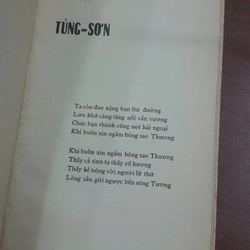 TÙNG-SƠN
Ta còn đeo nặng bạn lên đường
Lưu khứ càng tăng nỗi vấn vương
Chúc bạn thành công nơi hải ngoại
Khi buồn xin ngắm bóng sao Thương
Khi buồn xin ngắm bóng sao Thương
Thấy cả tình ta thấy cố hương
Thấy kẻ sông với người lữ thứ
Lòng sầu gửi ngược bến sông Tương